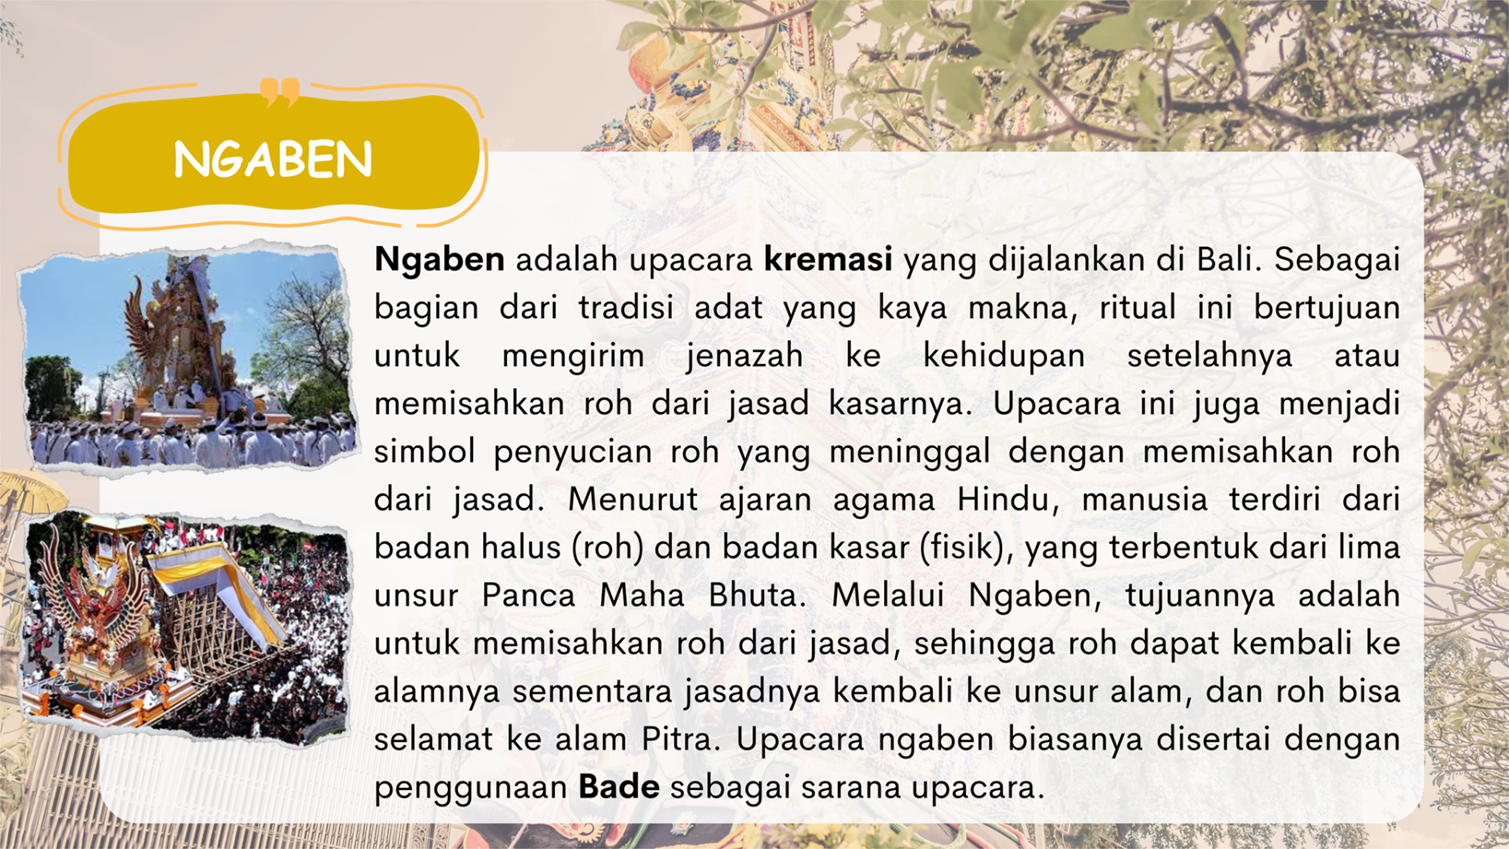 NGABEN
Ngaben adalah upacara kremasi yang dijalankan di Bali. Sebagai
bagian dari tradisi adat yang kaya makna, ritual ini bertujuan
untuk mengirim jenazah ke kehidupan setelahnya atau
memisahkan roh dari jasad kasarnya. Upacara ini juga menjadi
simbol penyucian roh yang meninggal dengan memisahkan roh
dari jasad. Menurut ajaran agama Hindu, manusia terdiri dari
badan halus (roh) dan badan kasar (fisik), yang terbentuk dari lima
unsur Panca Maha Bhuta. Melalui Ngaben, tujuannya adalah
untuk memisahkan roh dari jasad, sehingga roh dapat kembali ke
alamnya sementara jasadnya kembali ke unsur alam, dan roh bisa
selamat ke alam Pitra. Upacara ngaben biasanya disertai dengan
penggunaan Bade sebagai sarana upacara.